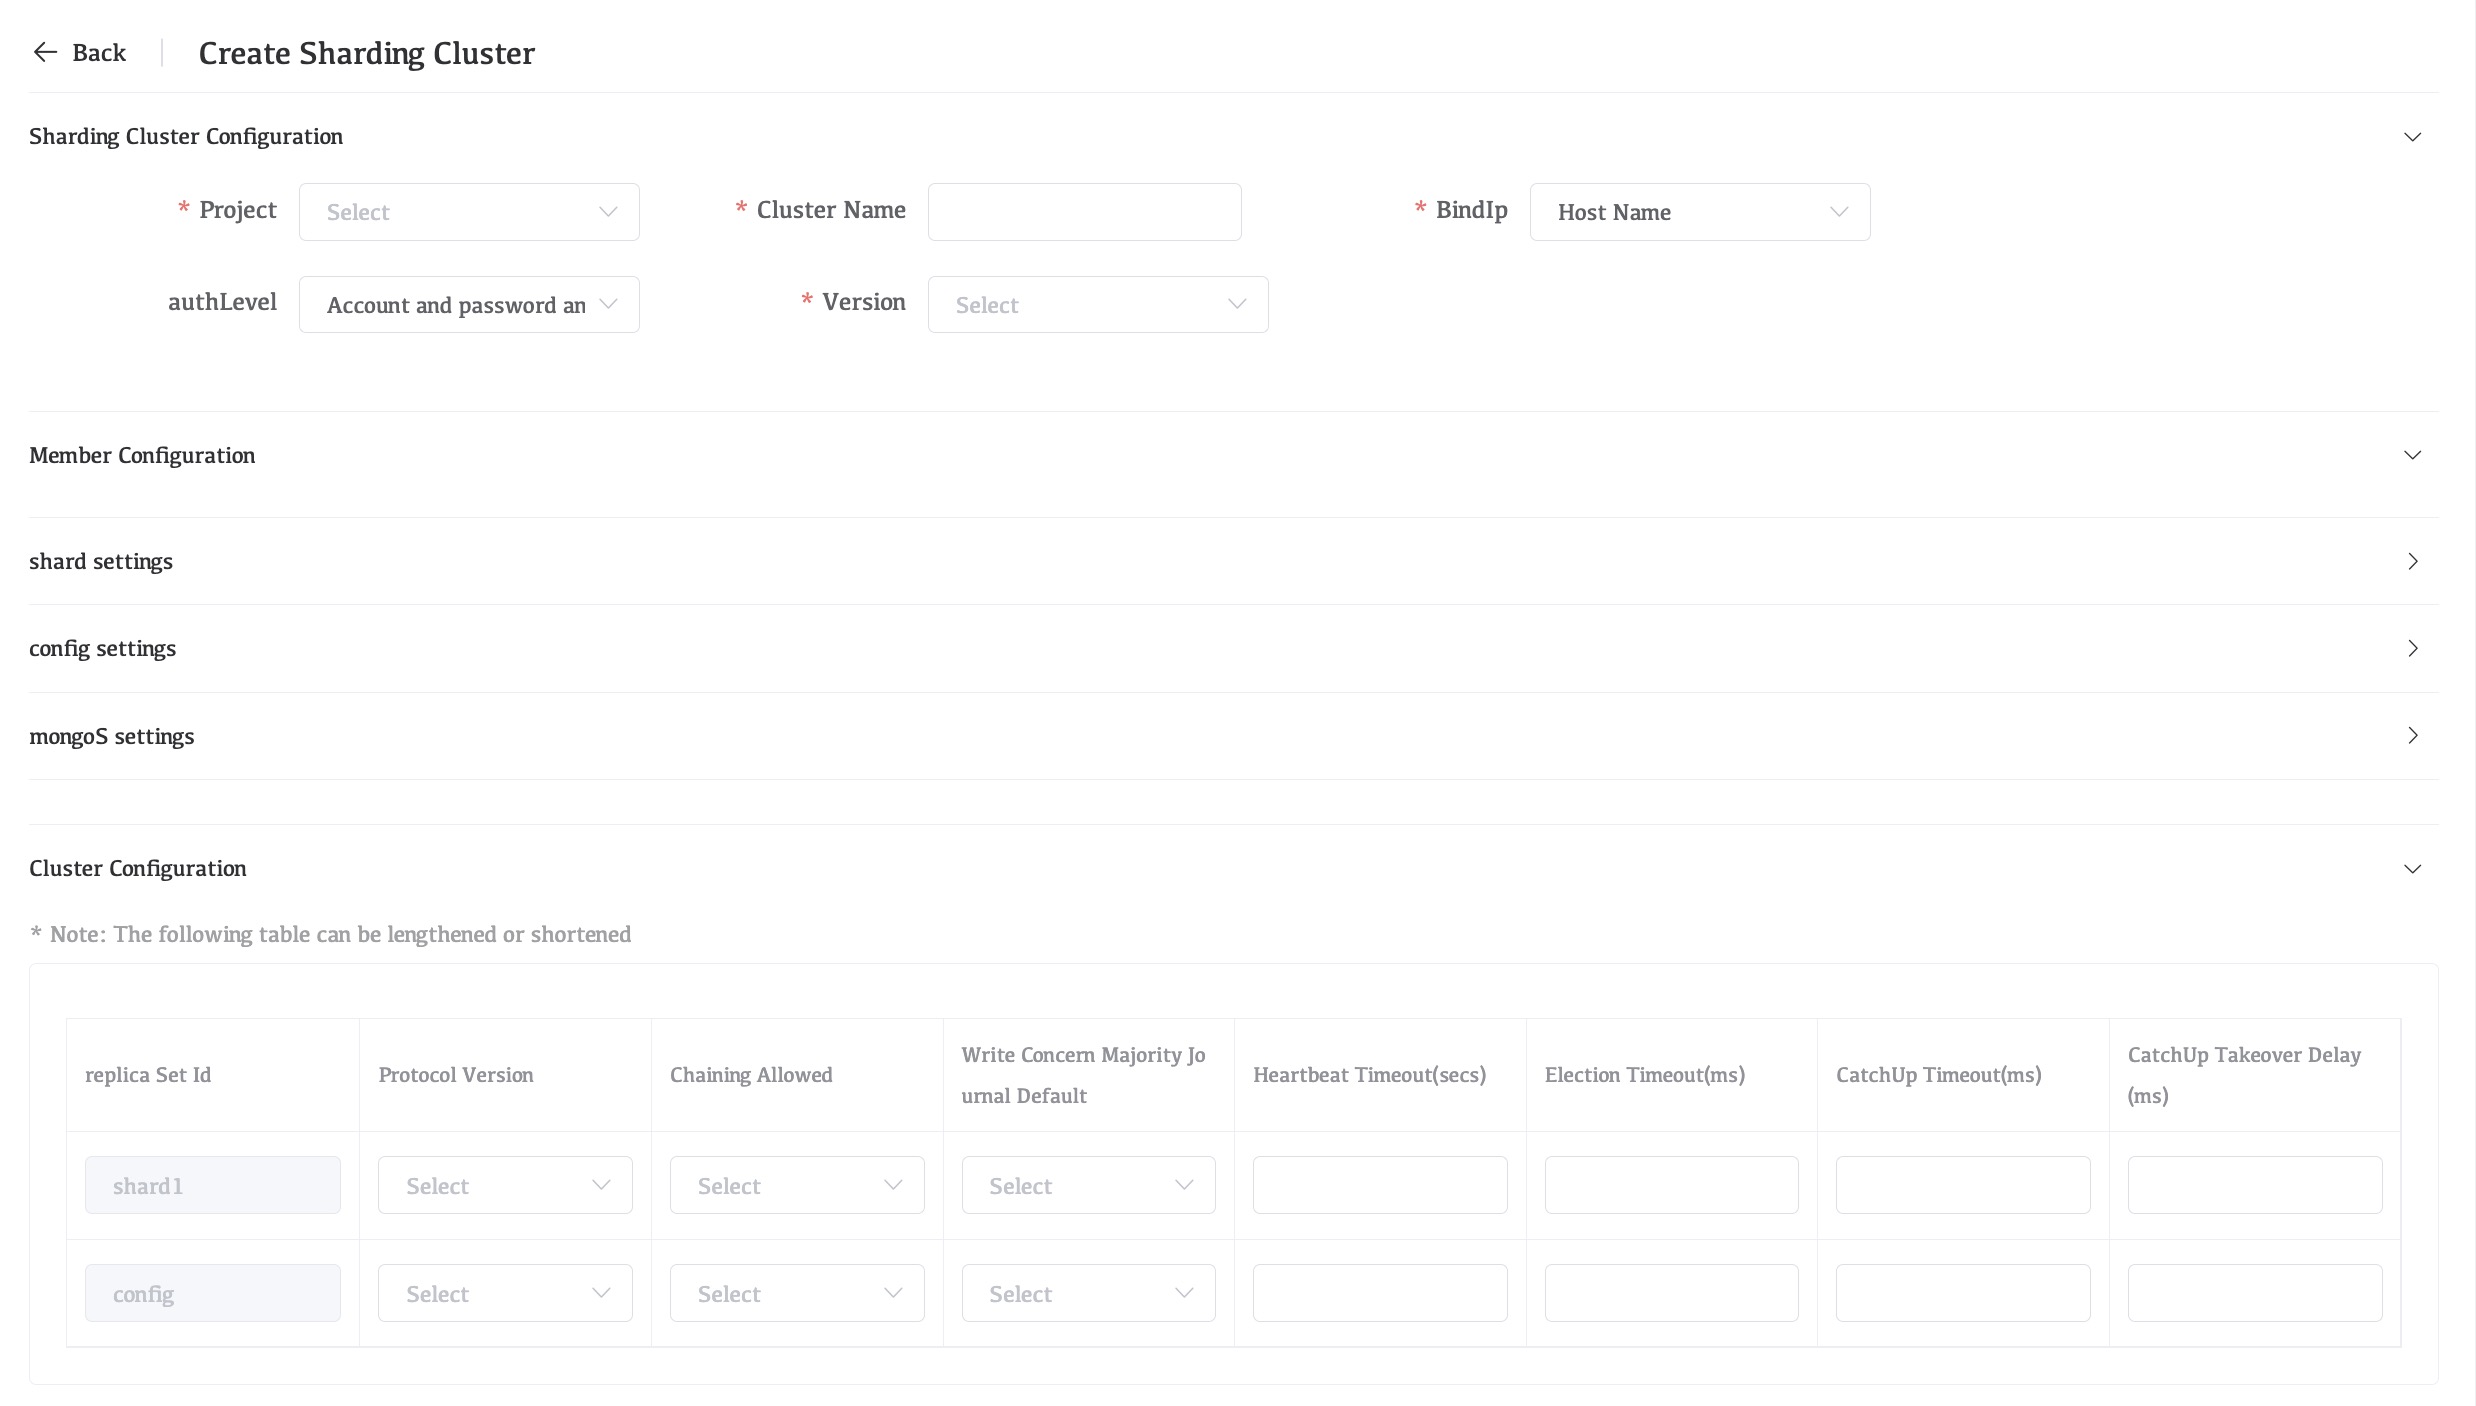 Back
Create Sharding Cluster
Sharding Cluster Configuration
* Project
Select
* Cluster Name
* BindIp
Host Name
authLevel
Account and password an
* Version
Select
Member Configuration
shard settings
config settings
mongoS settings
Cluster Configuration
* Note: The following table can be lengthened or shortened
replica Set Id
Protocol Version
Chaining Allowed
Write Concern Majority Jo
urnal Default
Heartbeat Timeout(secs)
Election Timeout(ms)
CatchUp Timeout(ms)
CatchUp Takeover Delay
(ms)
shard1
Select
Select
Select
config
Select
Select
Select